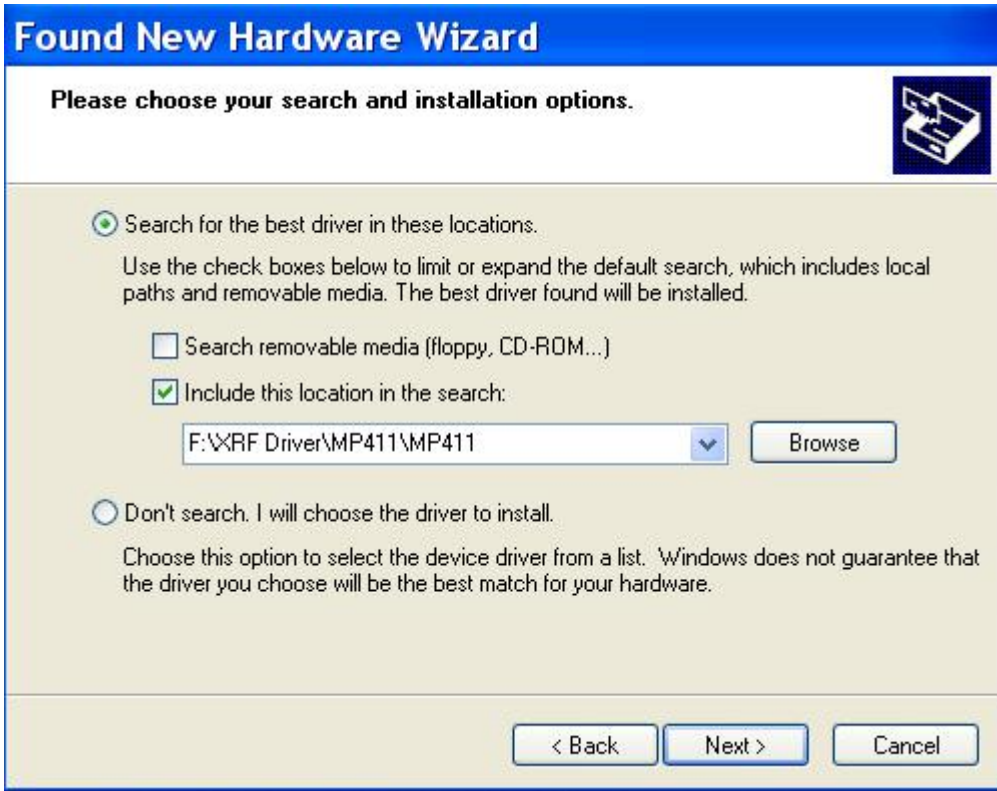 Found New Hardware Wizard
Please choose your search and installation options.
Search for the best driver in these locations.
Use the check boxes below to limit or expand the default search, which includes local
paths and removable media. The best driver found will be installed.
Search removable media (floppy, CD-ROM...)
Include this location in the search:
F:\XRF Driver\MP411\MP411
Browse
Don't search. I will choose the driver to install.
Choose this option to select the device driver from a list. Windows does not guarantee that
the driver you choose will be the best match for your hardware.
< Back
Next >
Cancel